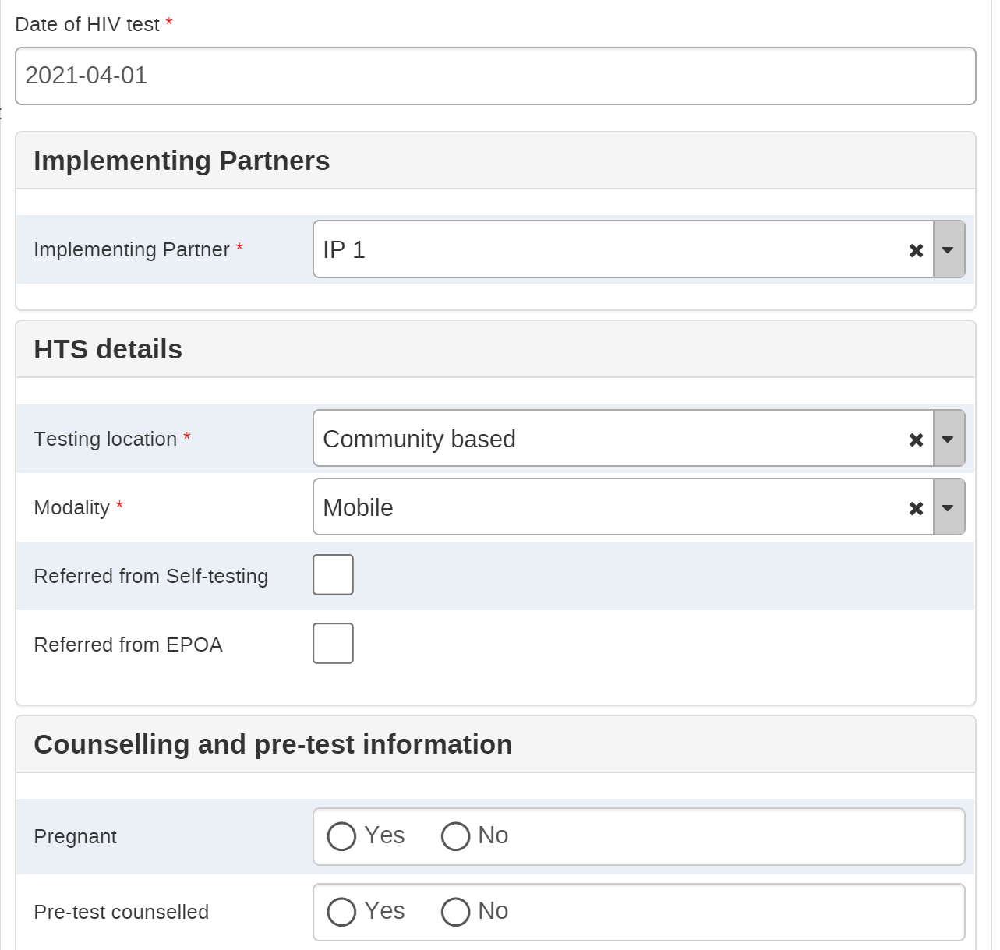 Date of HIV test *
2021-04-01
Implementing Partners
Implementing Partner * IP 1
HTS details
Testing location * Community based
Modality * Mobile
Referred from Self-testing
Referred from EPOA
Counselling and pre-test information
Pregnant Yes No
Pre-test counselled Yes No